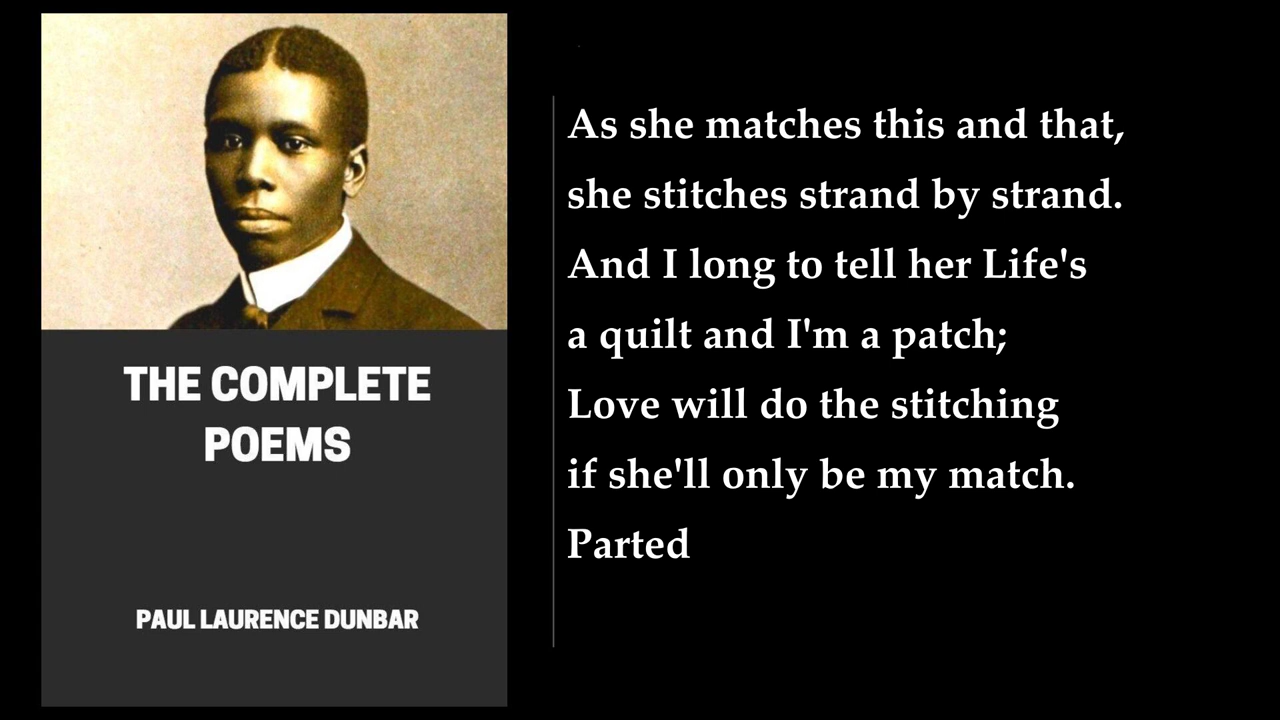 THE COMPLETE
POEMS
PAUL LAURENCE DUNBAR
As she matches this and that,
she stitches strand by strand.
And I long to tell her Life's
a quilt and I'm a patch;
Love will do the stitching
if she'll only be my match.
Parted